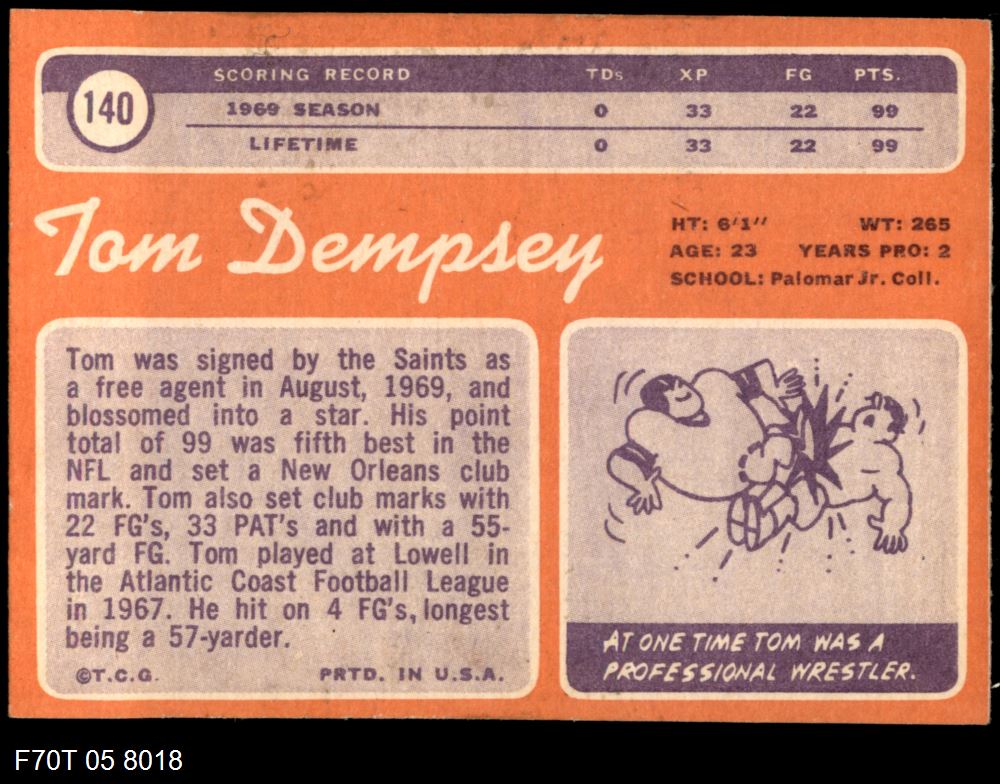 140
SCORING RECORD TDs XP FG PTS.
1969 SEASON 0 33 22 99
LIFETIME 0 33 22 99
Tom Dempsey
HT: 6'1" WT: 265
AGE: 23 YEARS PRO: 2
SCHOOL: Palomar Jr. Coll.
Tom was signed by the Saints as
a free agent in August, 1969, and
blossomed into a star. His point
total of 99 was fifth best in the
NFL and set a New Orleans club
mark. Tom also set club marks with
22 FG's, 33 PAT's and with a 55-
yard FG. Tom played at Lowell in
the Atlantic Coast Football League
in 1967. He hit on 4 FG's, longest
being a 57-yarder.
©T.C.G. PRTD. IN U.S.A.
AT ONE TIME TOM WAS A
PROFESSIONAL WRESTLER.
F70T 05 8018